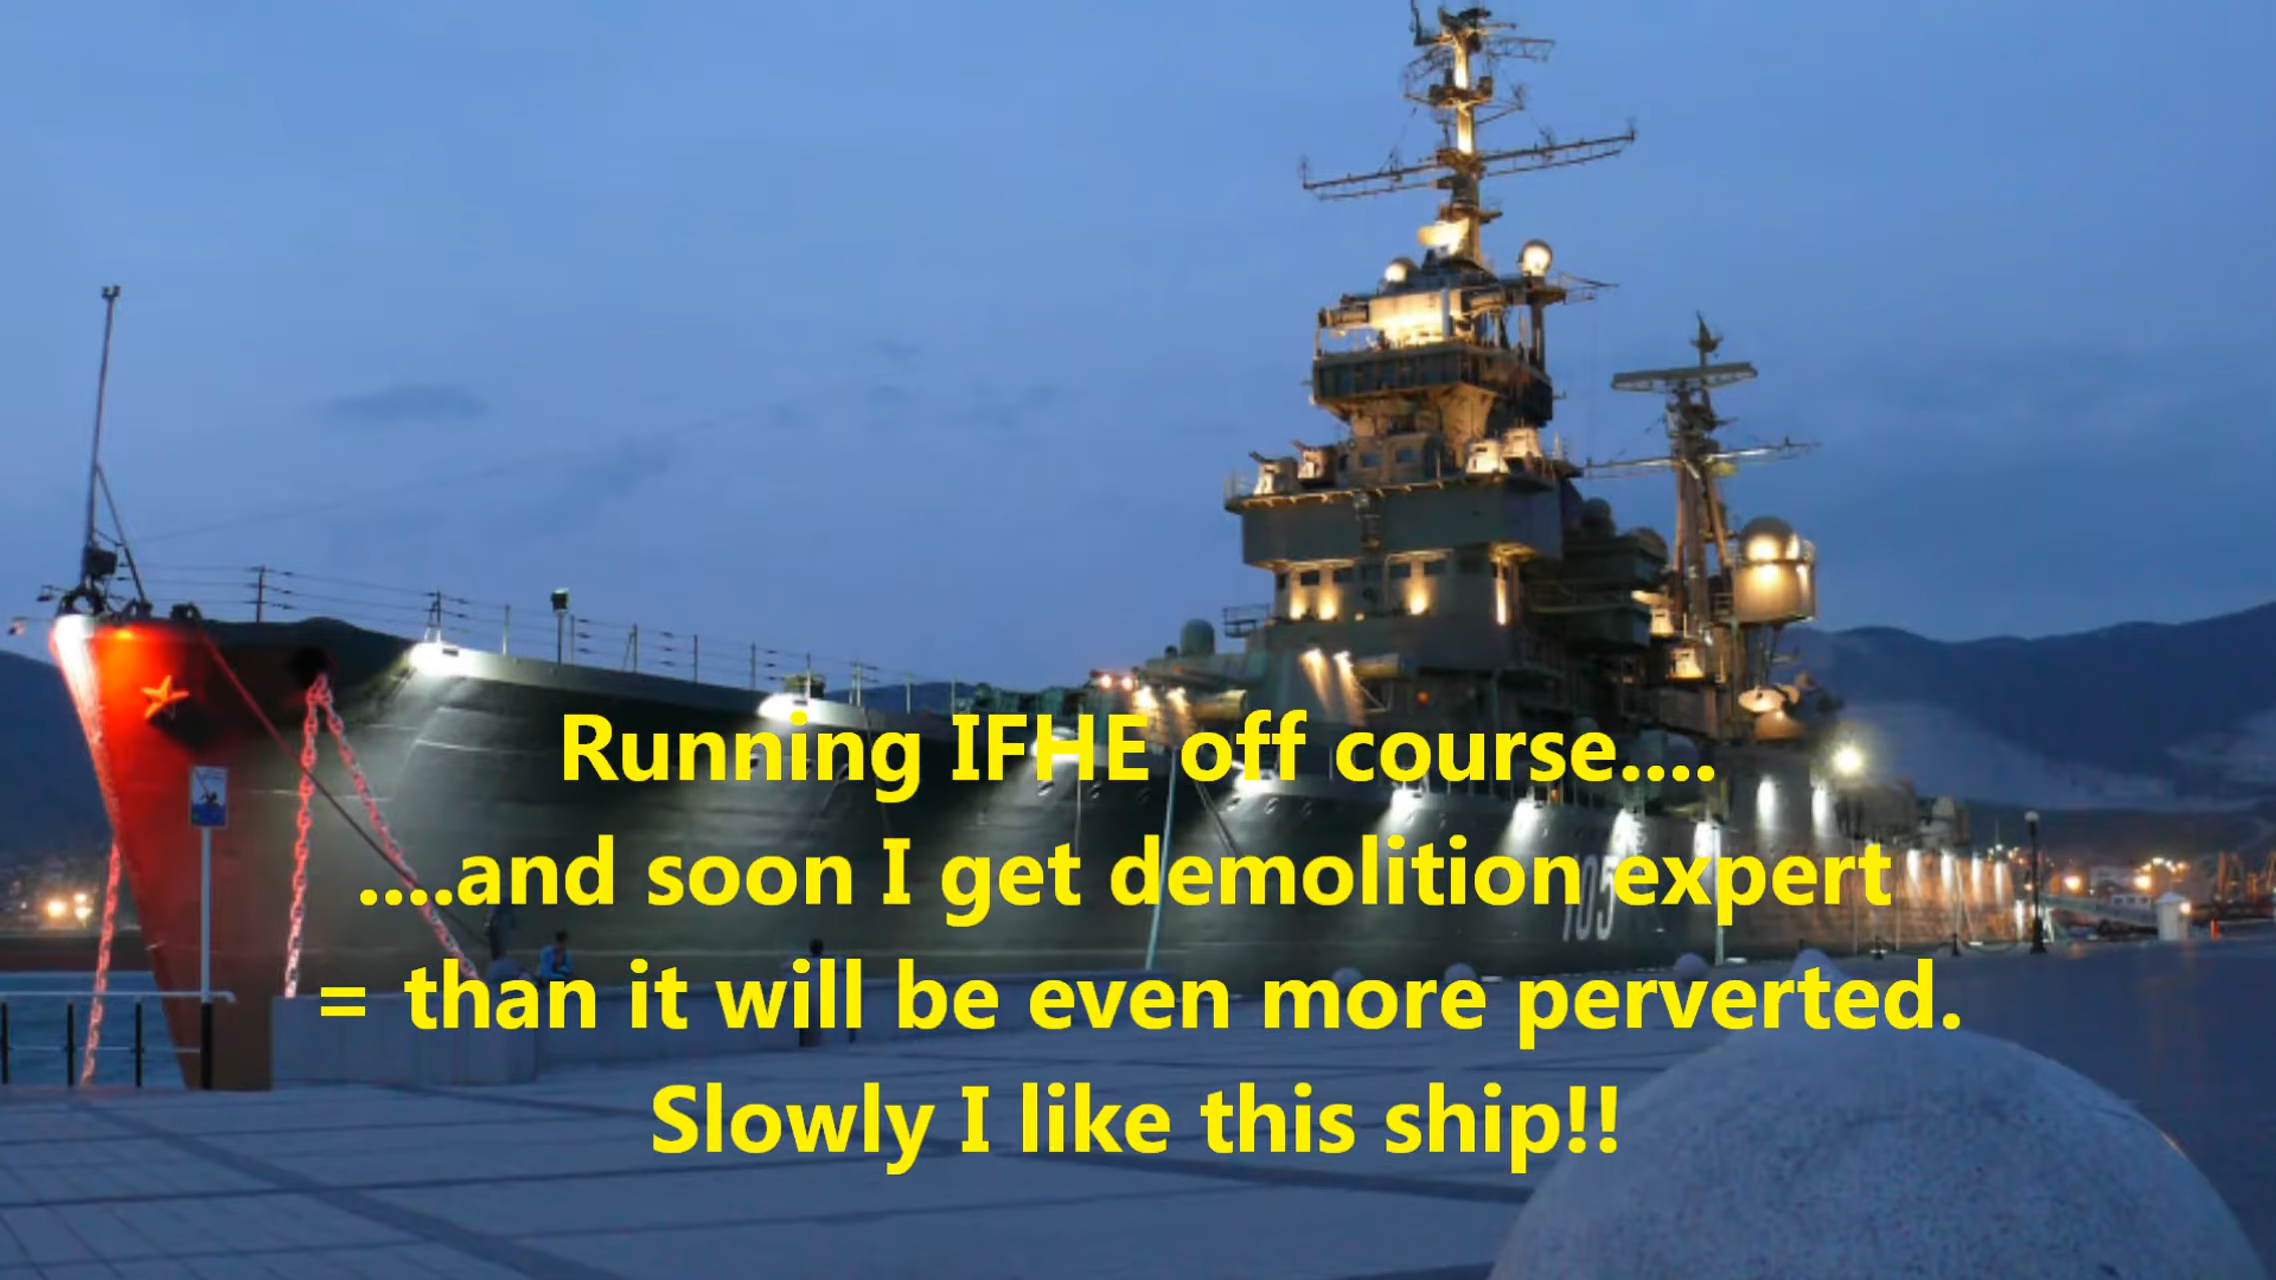 Running IFHE off course....
....and soon I get demolition expert
= than it will be even more perverted.
Slowly I like this ship!!
105